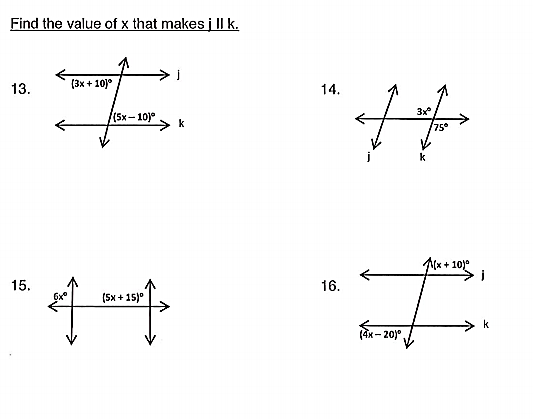 Find the value of x that makes j ll k.
13.
(3x + 10)°
j
(5x – 10)°
k
14.
3x°
75°
j
k
15.
6x°
(5x + 15)°
16.
(x + 10)°
j
k
(4x – 20)°